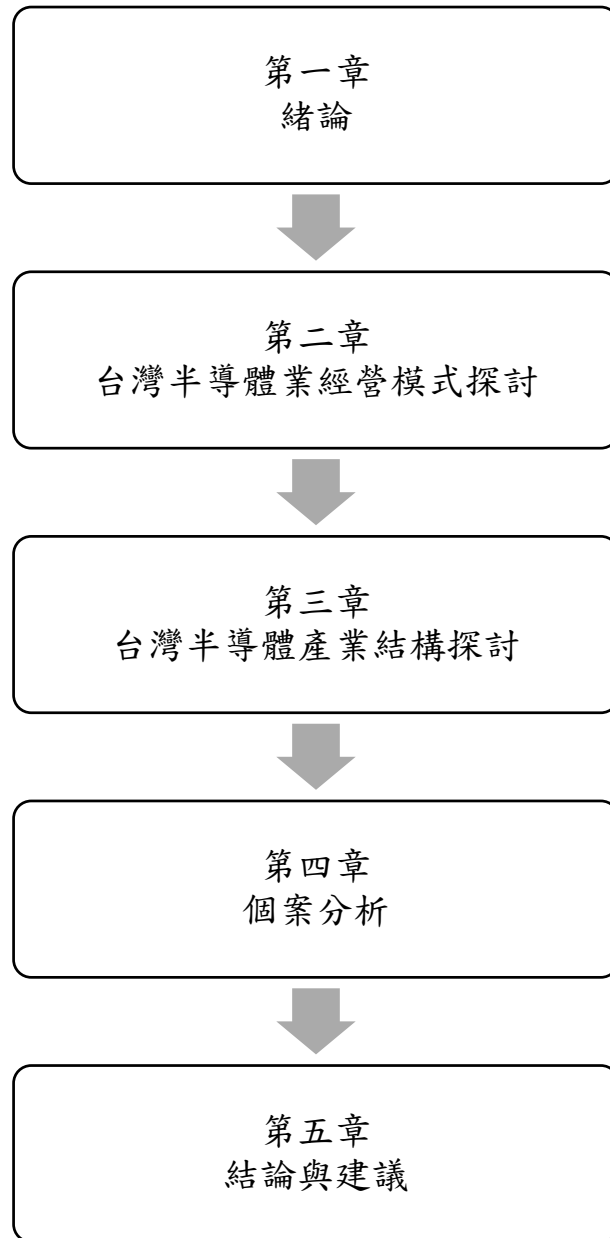 第一章
緒論
第二章
台灣半導體業經營模式探討
第三章
台灣半導體產業結構探討
第四章
個案分析
第五章
結論與建議